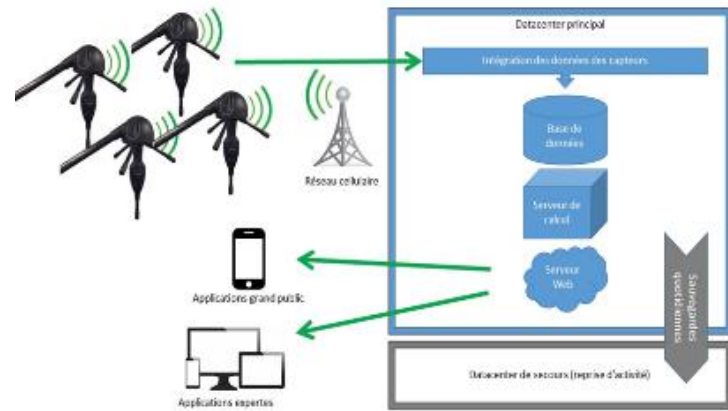 Datacenter principal
Intégration des données des capteurs
Base de
données
Réseau cellulaire
Serveur de
calcul
Serveur
Web
Applications grand public
Sauvegardes
quotidiennes
Datacenter de secours (reprise d'activité)
Applications expertes